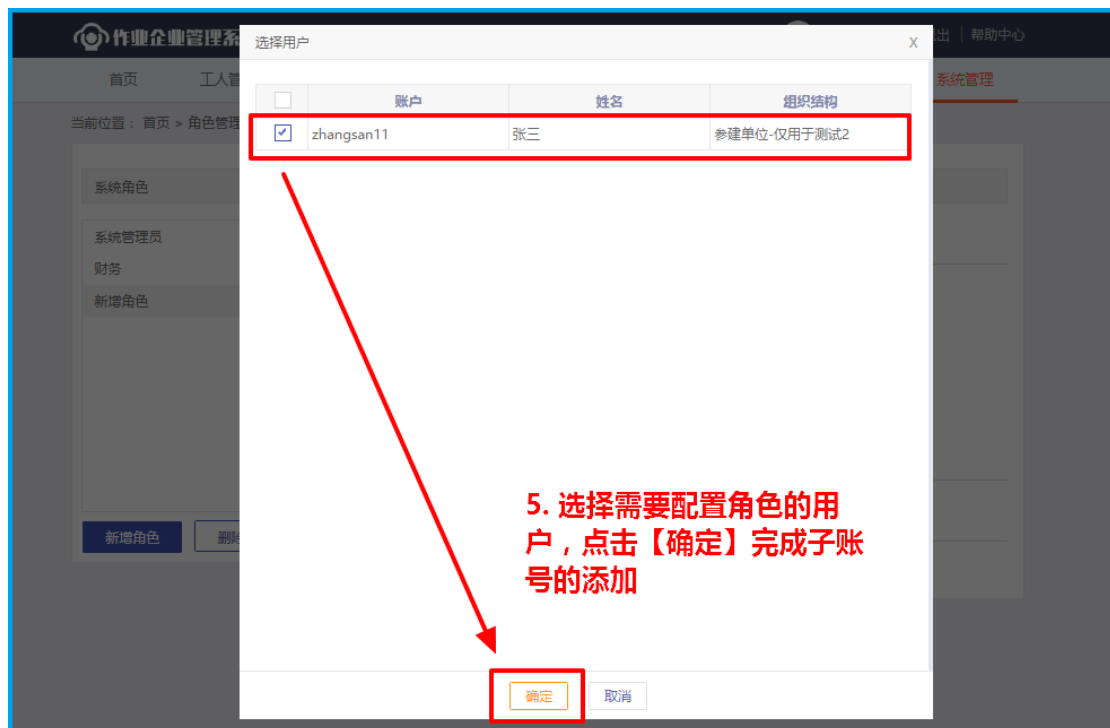 作业企业管理系
出 | 帮助中心
选择用户
X
首页
工人管
系统管理
当前位置： 首页 > 角色管理
账户
姓名
组织结构
zhangsan11
张三
参建单位-仅用于测试2
系统角色
系统管理员
财务
新增角色
5. 选择需要配置角色的用
户，点击【确定】完成子账
号的添加
新增角色
删除
确定
取消